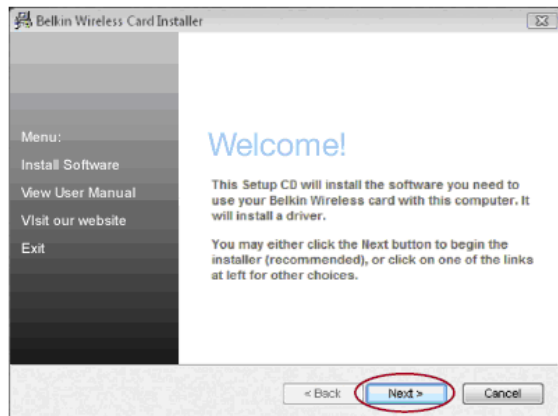 Belkin Wireless Card Installer
Menu:
Install Software
View User Manual
VIsit our website
Exit
Welcome!
This Setup CD will install the software you need to
use your Belkin Wireless card with this computer. It
will install a driver.
You may either click the Next button to begin the
installer (recommended), or click on one of the links
at left for other choices.
< Back
Next >
Cancel